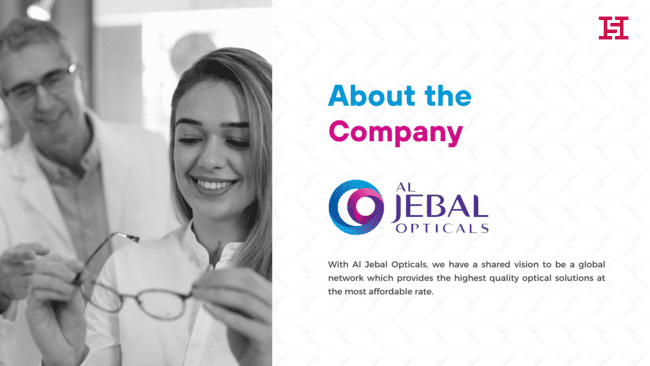 About the
Company
AL
JEBAL
OPTICALS
With Al Jebal Opticals, we have a shared vision to be a global
network which provides the highest quality optical solutions at
the most affordable rate.